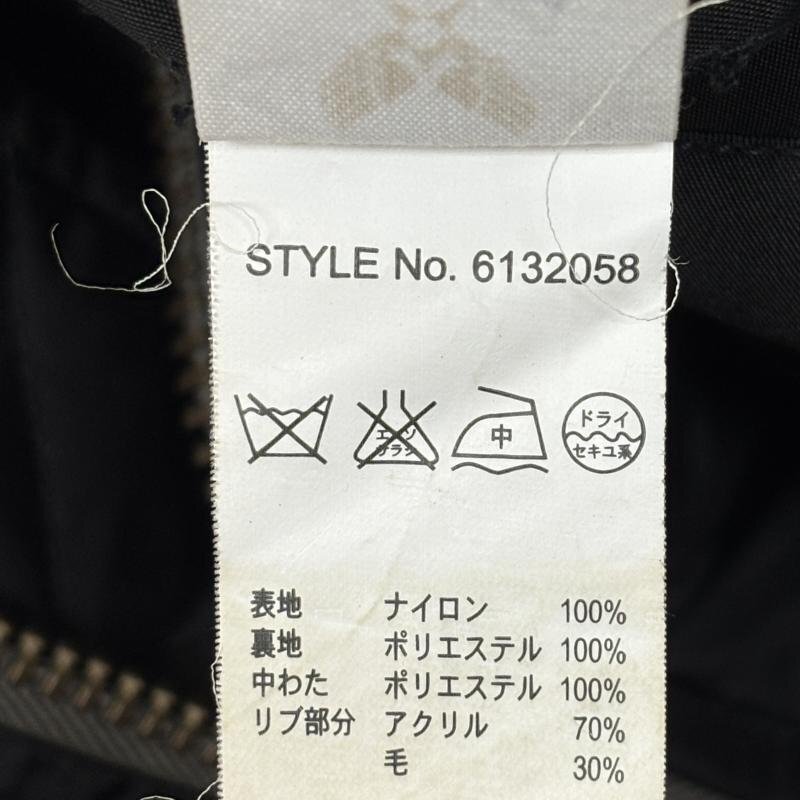 STYLE No. 6132058
エンソ
サラシ
中
ドライ
セキユ系
表地 ナイロン 100%
裏地 ポリエステル 100%
中わた ポリエステル 100%
リブ部分 アクリル 70%
毛 30%